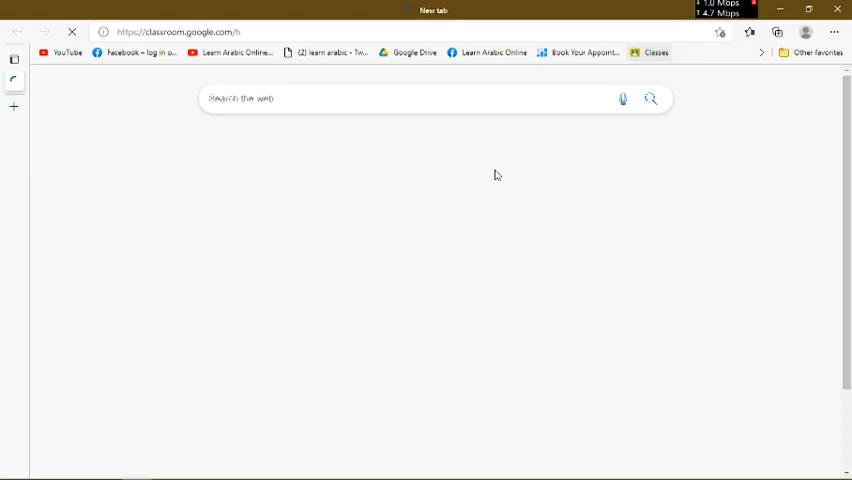 New tab
↓ 1.0 Mbps
↑ 4.7 Mbps
https://classroom.google.com/h
YouTube
Facebook – log in o...
Learn Arabic Online...
(2) learn arabic - Tw...
Google Drive
Learn Arabic Online
Book Your Appoint...
Classes
Other favorites
Search the web